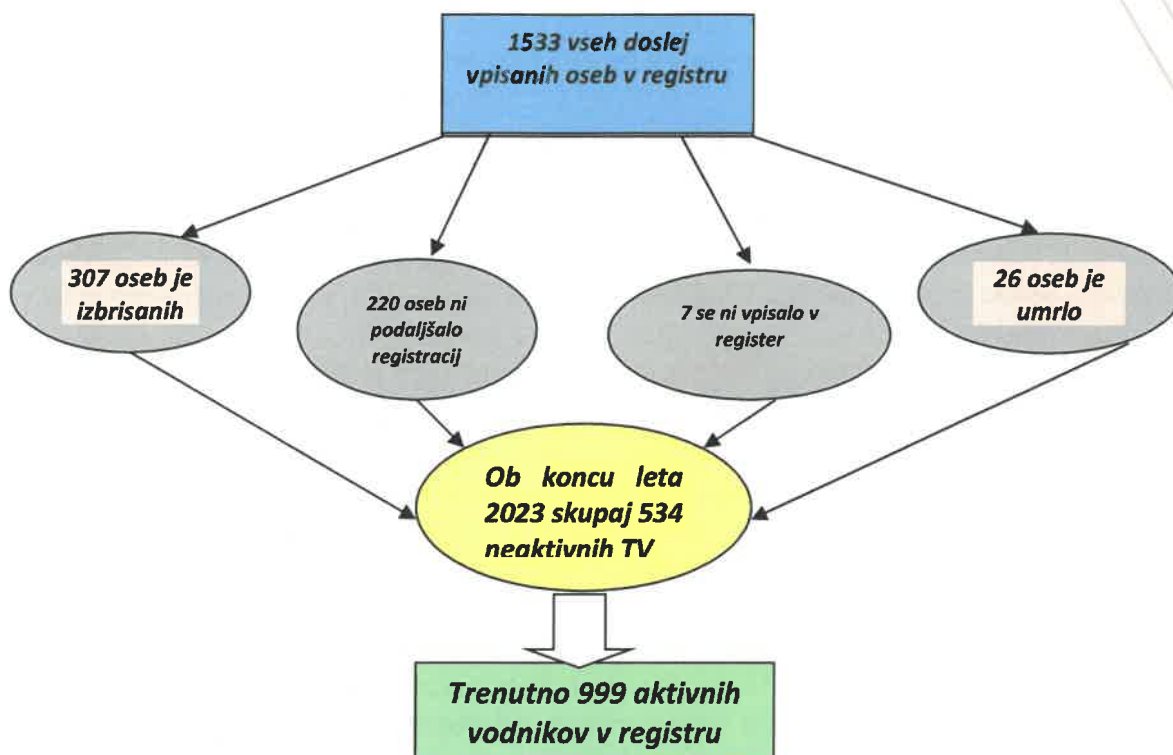 1533 vseh doslej
vpisanih oseb v registru
307 oseb je
izbrisanih
220 oseb ni
podaljšalo
registracij
7 se ni vpisalo v
register
26 oseb je
umrlo
Ob koncu leta
2023 skupaj 534
neaktivnih TV
Trenutno 999 aktivnih
vodnikov v registru